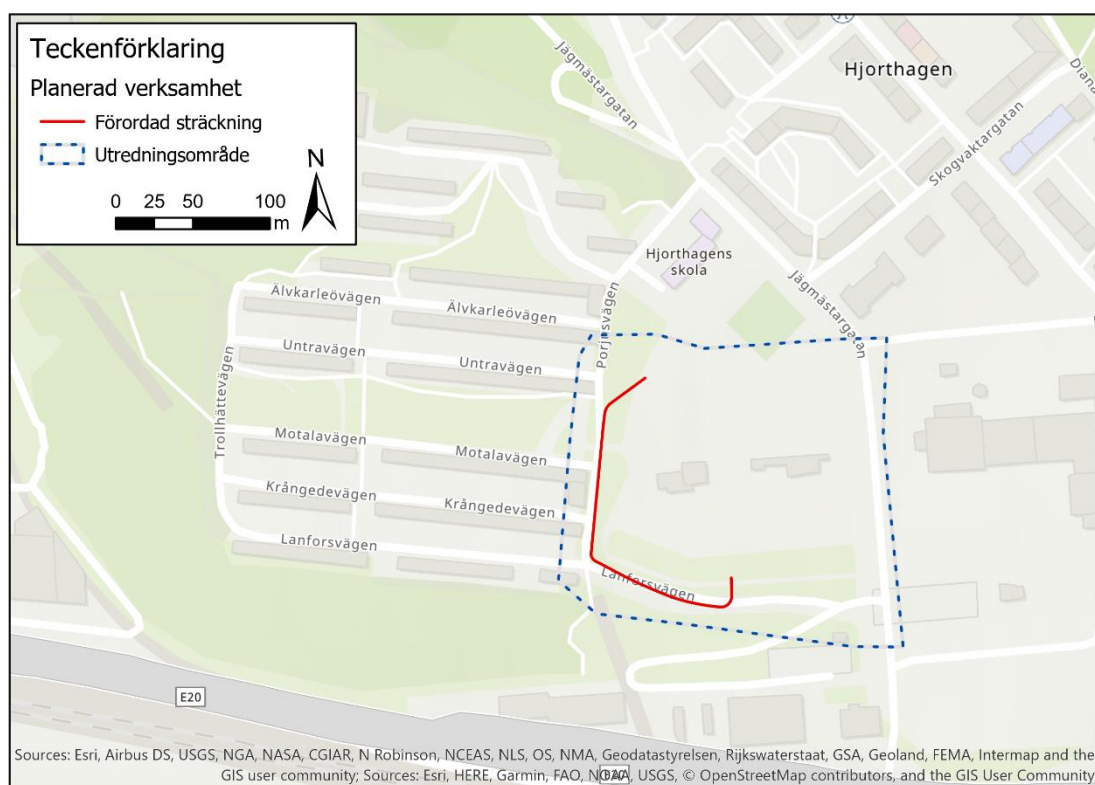 Teckenförklaring
Planerad verksamhet
Förordad sträckning
Utredningsområde
N
0 25 50 100
m
Jägmästargatan
Hjorthagen
Diana
Skogvaktargatan
Hjorthagens
skola
Jägmästargatan
Porjusvägen
Älvkarleövägen
Älvkarleövägen
Untravägen
Untravägen
Trollhättevägen
Motalavägen
Motalavägen
Krångedevägen
Krångedevägen
Lanforsvägen
Lanforsvägen
E20
E20
Sources: Esri, Airbus DS, USGS, NGA, NASA, CGIAR, N Robinson, NCEAS, NLS, OS, NMA, Geodatastyrelsen, Rijkswaterstaat, GSA, Geoland, FEMA, Intermap and the
GIS user community; Sources: Esri, HERE, Garmin, FAO, NOAA, USGS, © OpenStreetMap contributors, and the GIS User Community